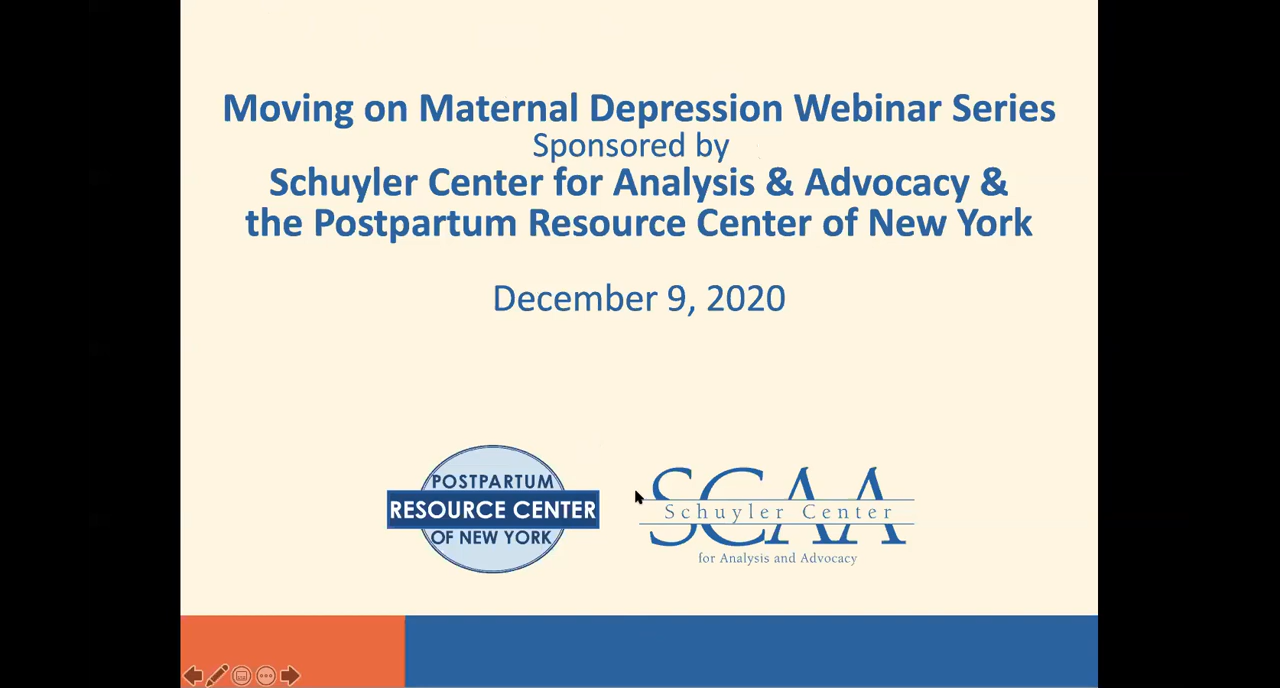 Moving on Maternal Depression Webinar Series
Sponsored by
Schuyler Center for Analysis & Advocacy &
the Postpartum Resource Center of New York
December 9, 2020
POSTPARTUM
RESOURCE CENTER
OF NEW YORK
SCAA
Schuyler Center
for Analysis and Advocacy